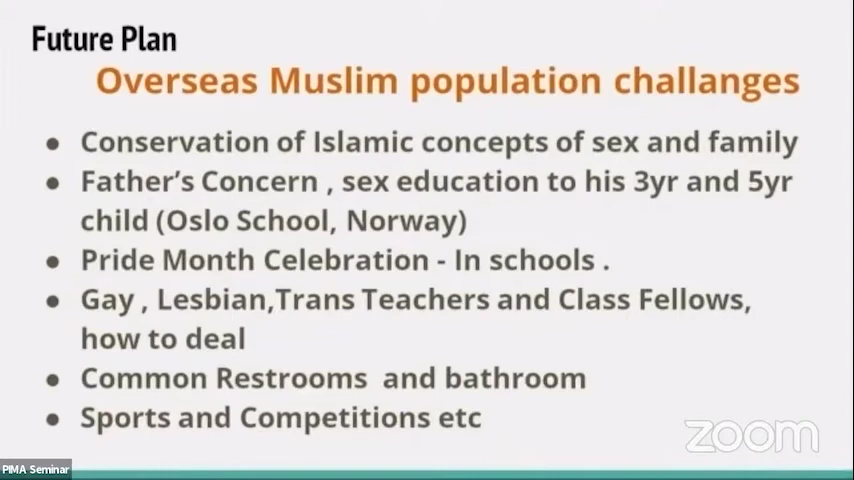 Future Plan
Overseas Muslim population challanges
● Conservation of Islamic concepts of sex and family
● Father's Concern , sex education to his 3yr and 5yr
child (Oslo School, Norway)
● Pride Month Celebration - In schools .
● Gay , Lesbian,Trans Teachers and Class Fellows,
how to deal
● Common Restrooms and bathroom
● Sports and Competitions etc
zoom
PIMA Seminar